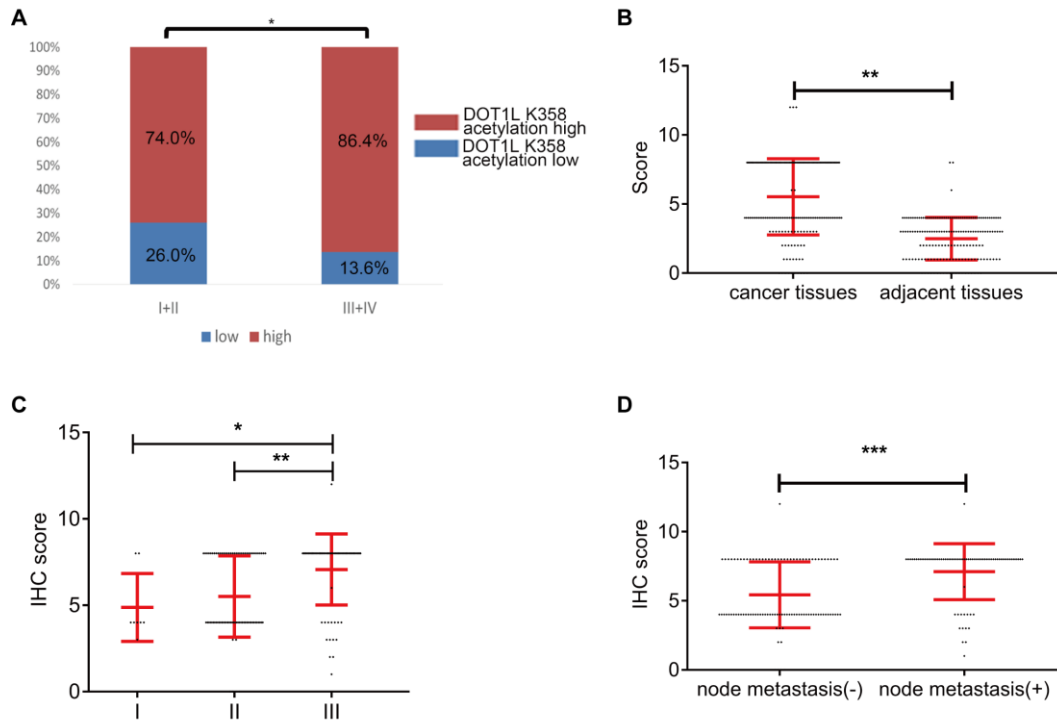 A
*
100%
90%
80%
70%
60%
50%
40%
30%
20%
10%
0%
74.0%
26.0%
86.4%
13.6%
I+II
III+IV
low
high
DOT1L K358
acetylation high
DOT1L K358
acetylation low
B
**
15
10
5
0
Score
cancer tissues
adjacent tissues
C
*
**
15
10
5
0
IHC score
I
II
III
D
***
15
10
5
0
IHC score
node metastasis(-)
node metastasis(+)